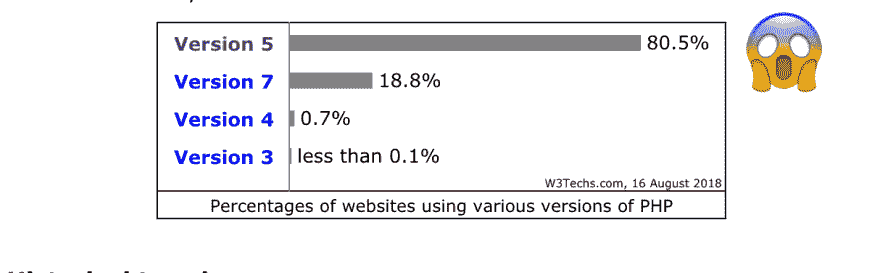 Version 5 80.5%
Version 7 18.8%
Version 4 0.7%
Version 3 less than 0.1%
W3Techs.com, 16 August 2018
Percentages of websites using various versions of PHP